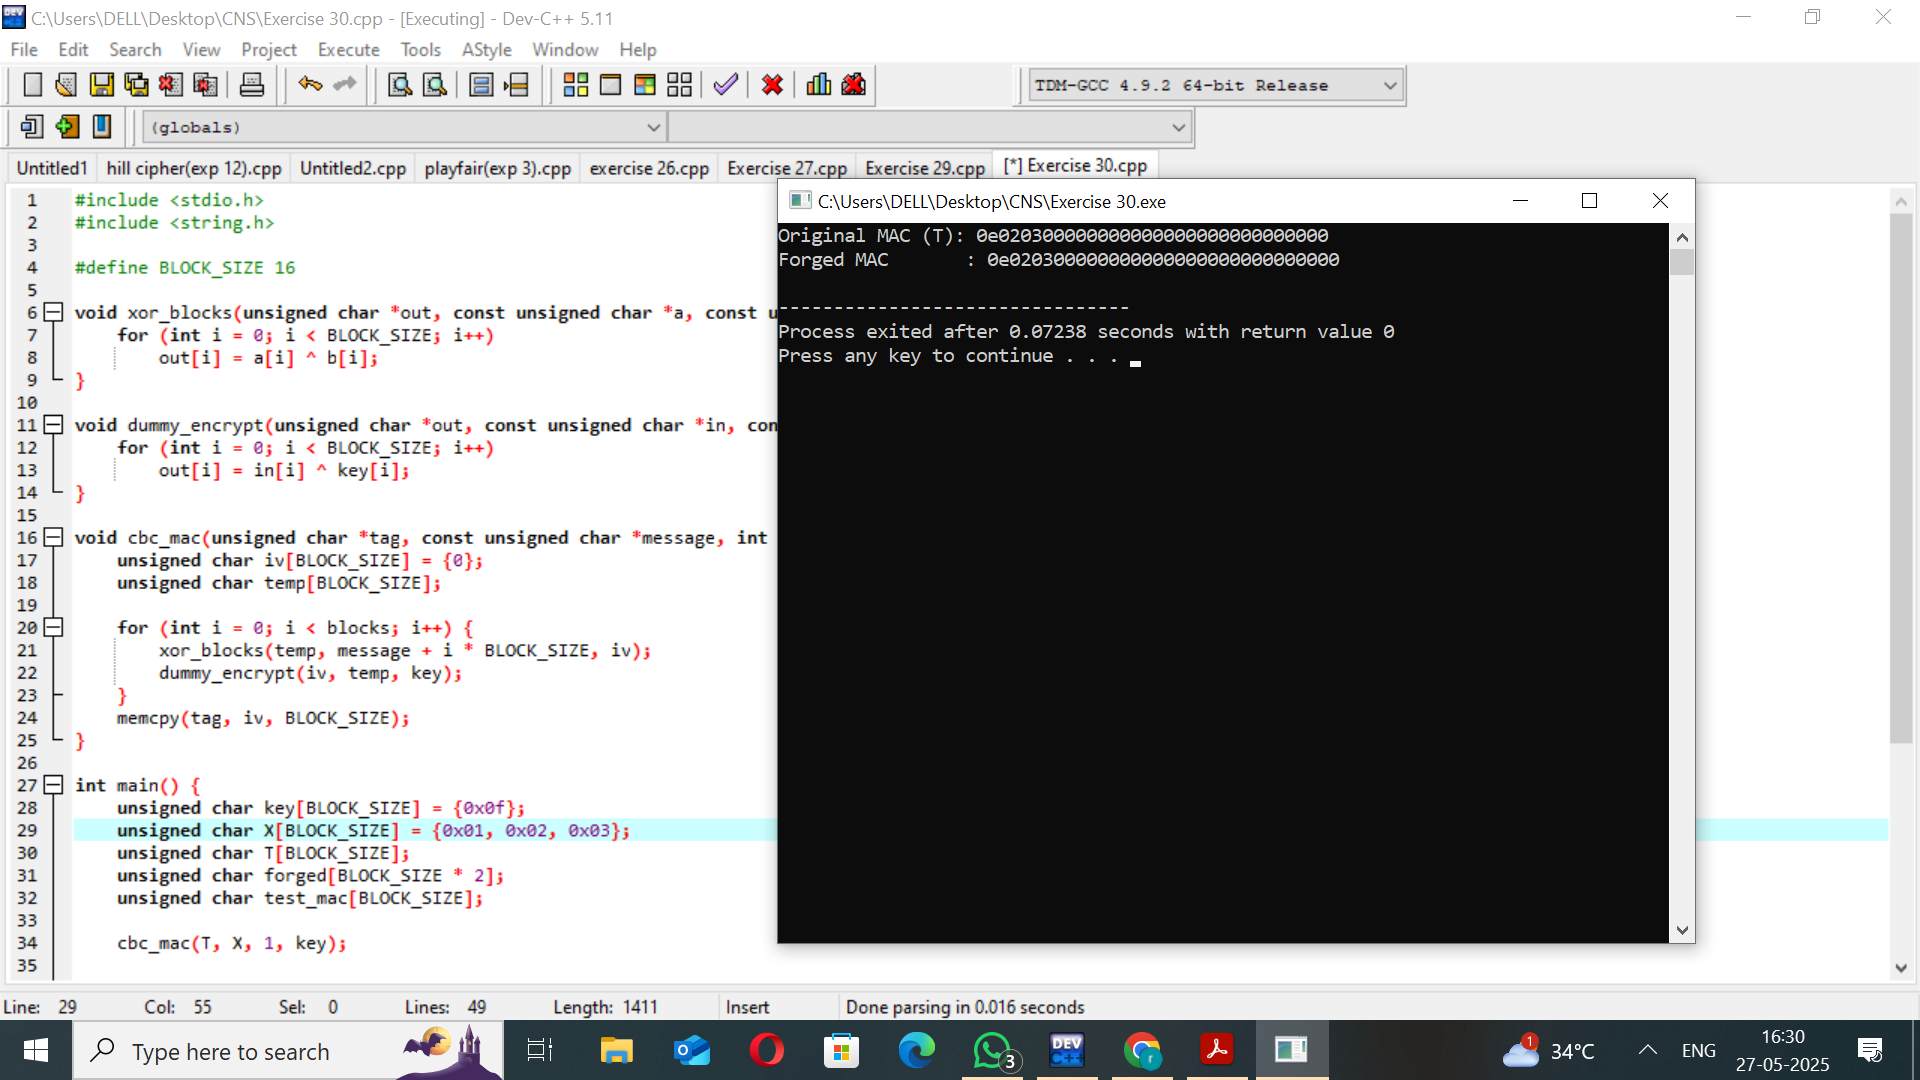 C:\Users\DELL\Desktop\CNS\Exercise 30.cpp - [Executing] - Dev-C++ 5.11
File Edit Search View Project Execute Tools AStyle Window Help
TDM-GCC 4.9.2 64-bit Release
(globals)
Untitled1 hill cipher(exp 12).cpp Untitled2.cpp playfair(exp 3).cpp exercise 26.cpp Exercise 27.cpp Exercise 29.cpp [*] Exercise 30.cpp
1 #include <stdio.h>
2 #include <string.h>
3
4 #define BLOCK_SIZE 16
5
6 void xor_blocks(unsigned char *out, const unsigned char *a, const u
7 for (int i = 0; i < BLOCK_SIZE; i++)
8 out[i] = a[i] ^ b[i];
9 }
10
11 void dummy_encrypt(unsigned char *out, const unsigned char *in, con
12 for (int i = 0; i < BLOCK_SIZE; i++)
13 out[i] = in[i] ^ key[i];
14 }
15
16 void cbc_mac(unsigned char *tag, const unsigned char *message, int
17 unsigned char iv[BLOCK_SIZE] = {0};
18 unsigned char temp[BLOCK_SIZE];
19
20 for (int i = 0; i < blocks; i++) {
21 xor_blocks(temp, message + i * BLOCK_SIZE, iv);
22 dummy_encrypt(iv, temp, key);
23 }
24 memcpy(tag, iv, BLOCK_SIZE);
25 }
26
27 int main() {
28 unsigned char key[BLOCK_SIZE] = {0x0f};
29 unsigned char X[BLOCK_SIZE] = {0x01, 0x02, 0x03};
30 unsigned char T[BLOCK_SIZE];
31 unsigned char forged[BLOCK_SIZE * 2];
32 unsigned char test_mac[BLOCK_SIZE];
33
34 cbc_mac(T, X, 1, key);
35
C:\Users\DELL\Desktop\CNS\Exercise 30.exe
Original MAC (T): 0e020300000000000000000000000000
Forged MAC : 0e020300000000000000000000000000
--------------------------------
Process exited after 0.07238 seconds with return value 0
Press any key to continue . . .
Line: 29 Col: 55 Sel: 0 Lines: 49 Length: 1411 Insert Done parsing in 0.016 seconds
Type here to search
3
DEV C++
r
1
34°C
ENG
16:30
27-05-2025